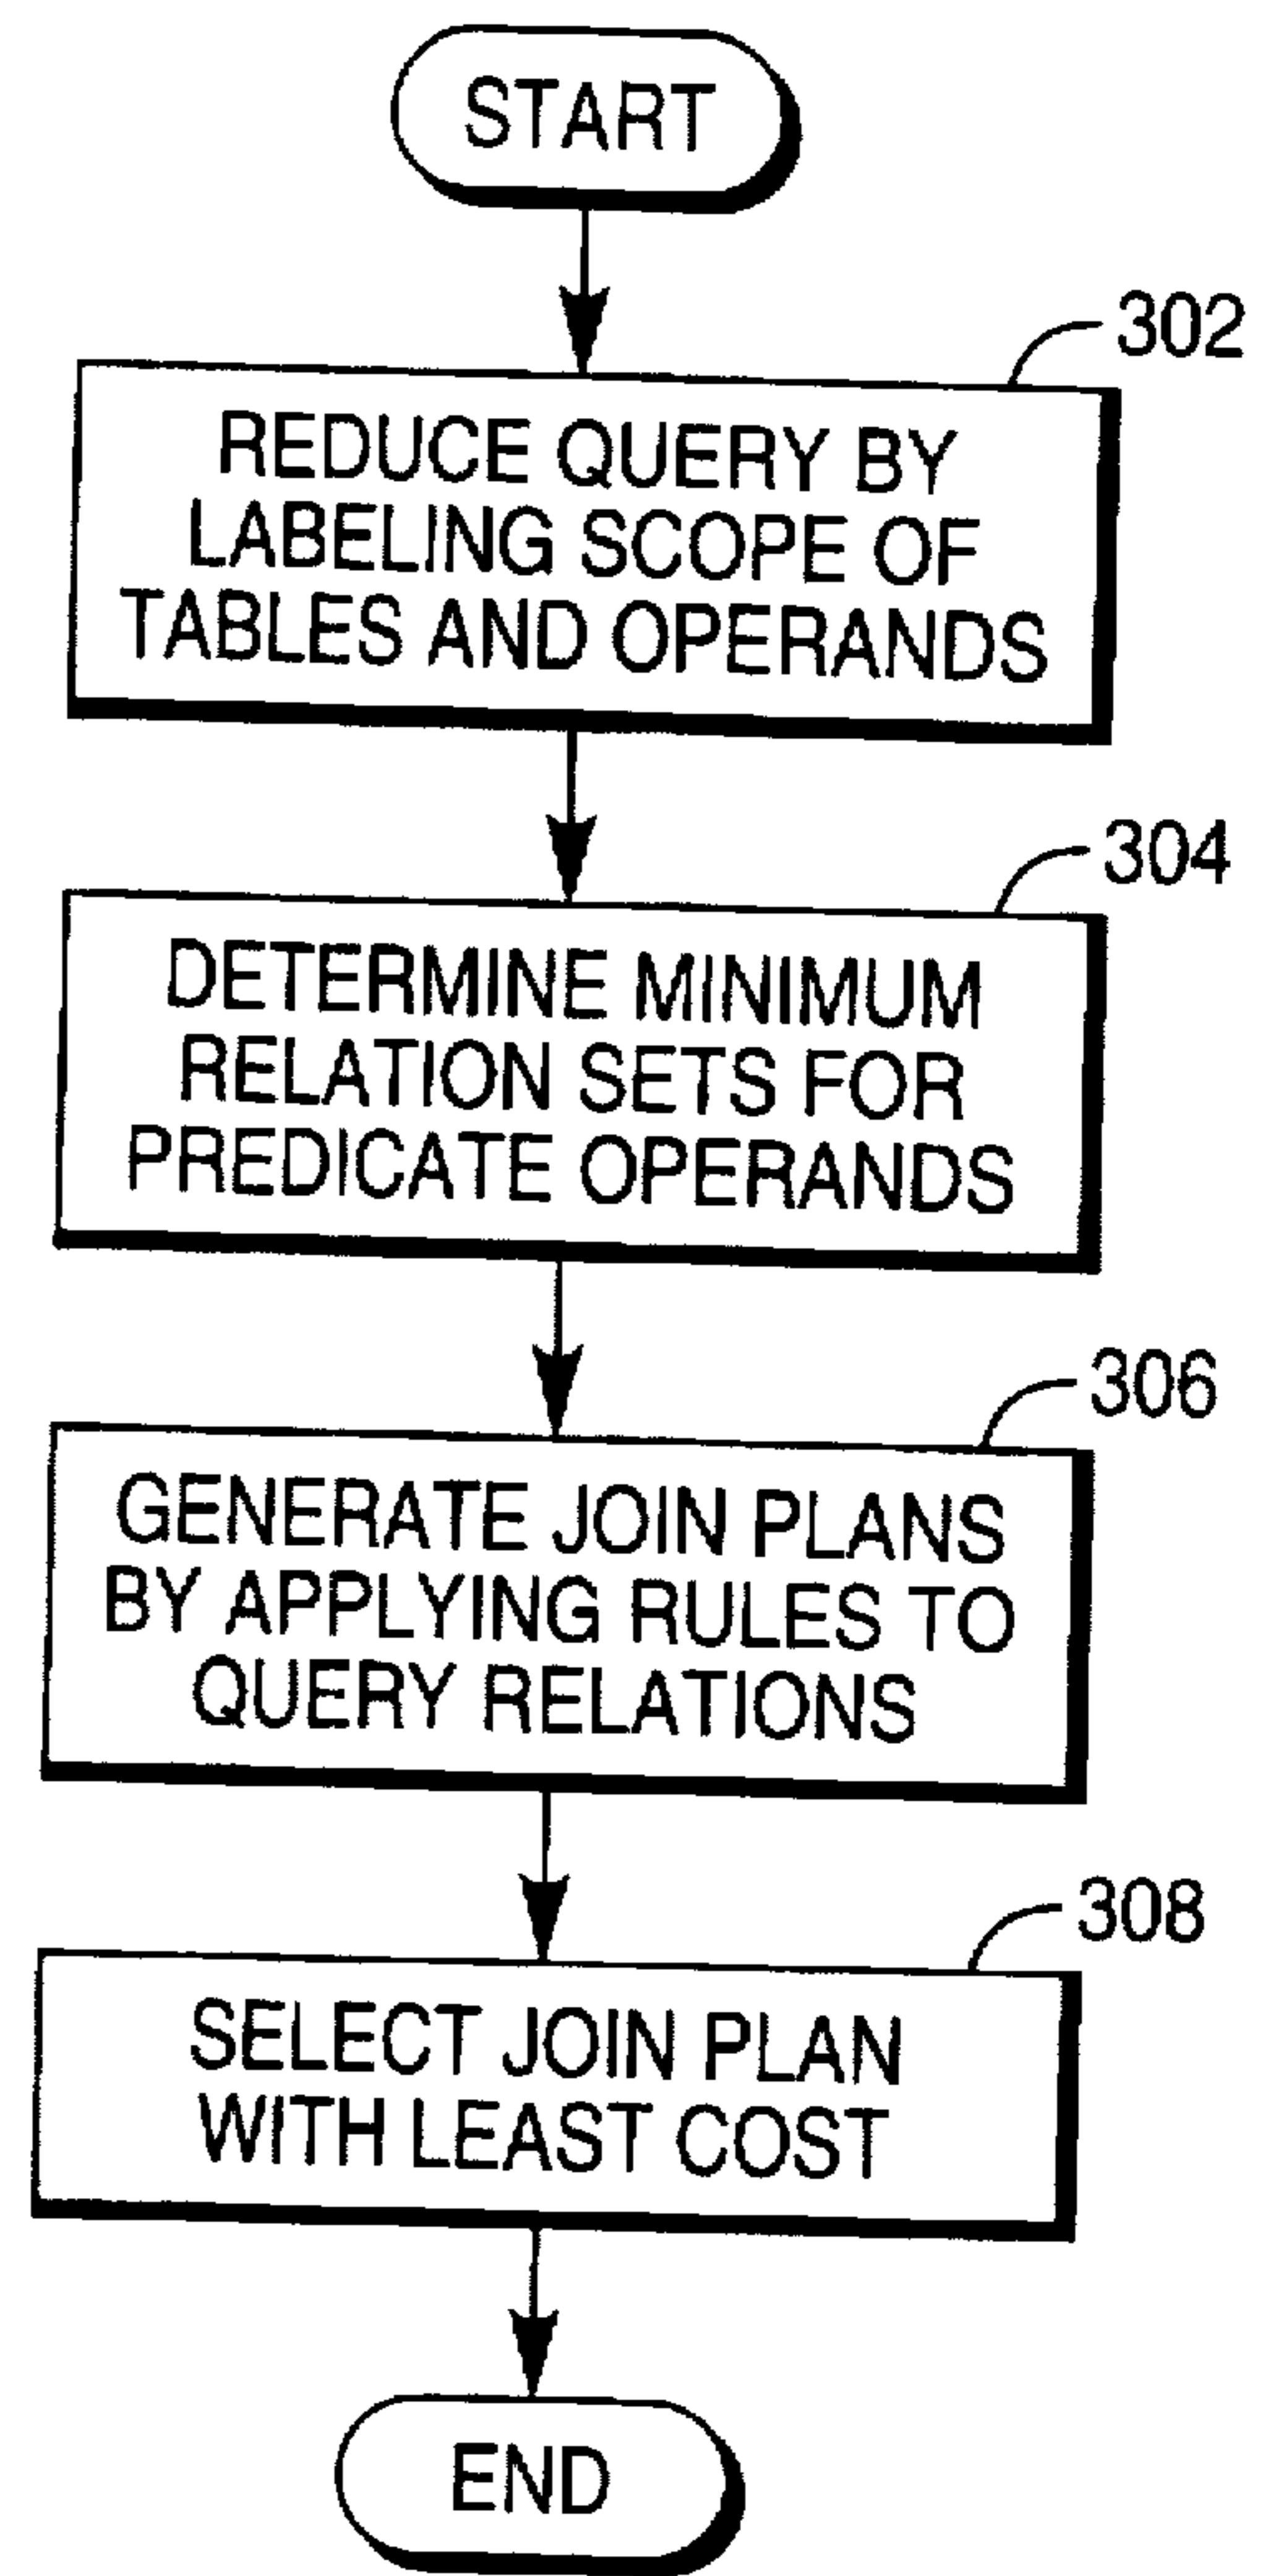 START
302
REDUCE QUERY BY
LABELING SCOPE OF
TABLES AND OPERANDS
304
DETERMINE MINIMUM
RELATION SETS FOR
PREDICATE OPERANDS
306
GENERATE JOIN PLANS
BY APPLYING RULES TO
QUERY RELATIONS
308
SELECT JOIN PLAN
WITH LEAST COST
END